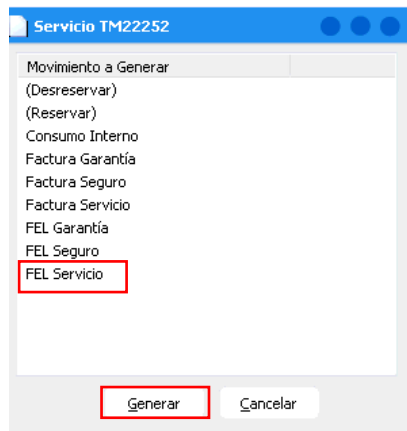 Servicio TM22252
Movimiento a Generar
(Desreservar)
(Reservar)
Consumo Interno
Factura Garantía
Factura Seguro
Factura Servicio
FEL Garantía
FEL Seguro
FEL Servicio
Generar Cancelar